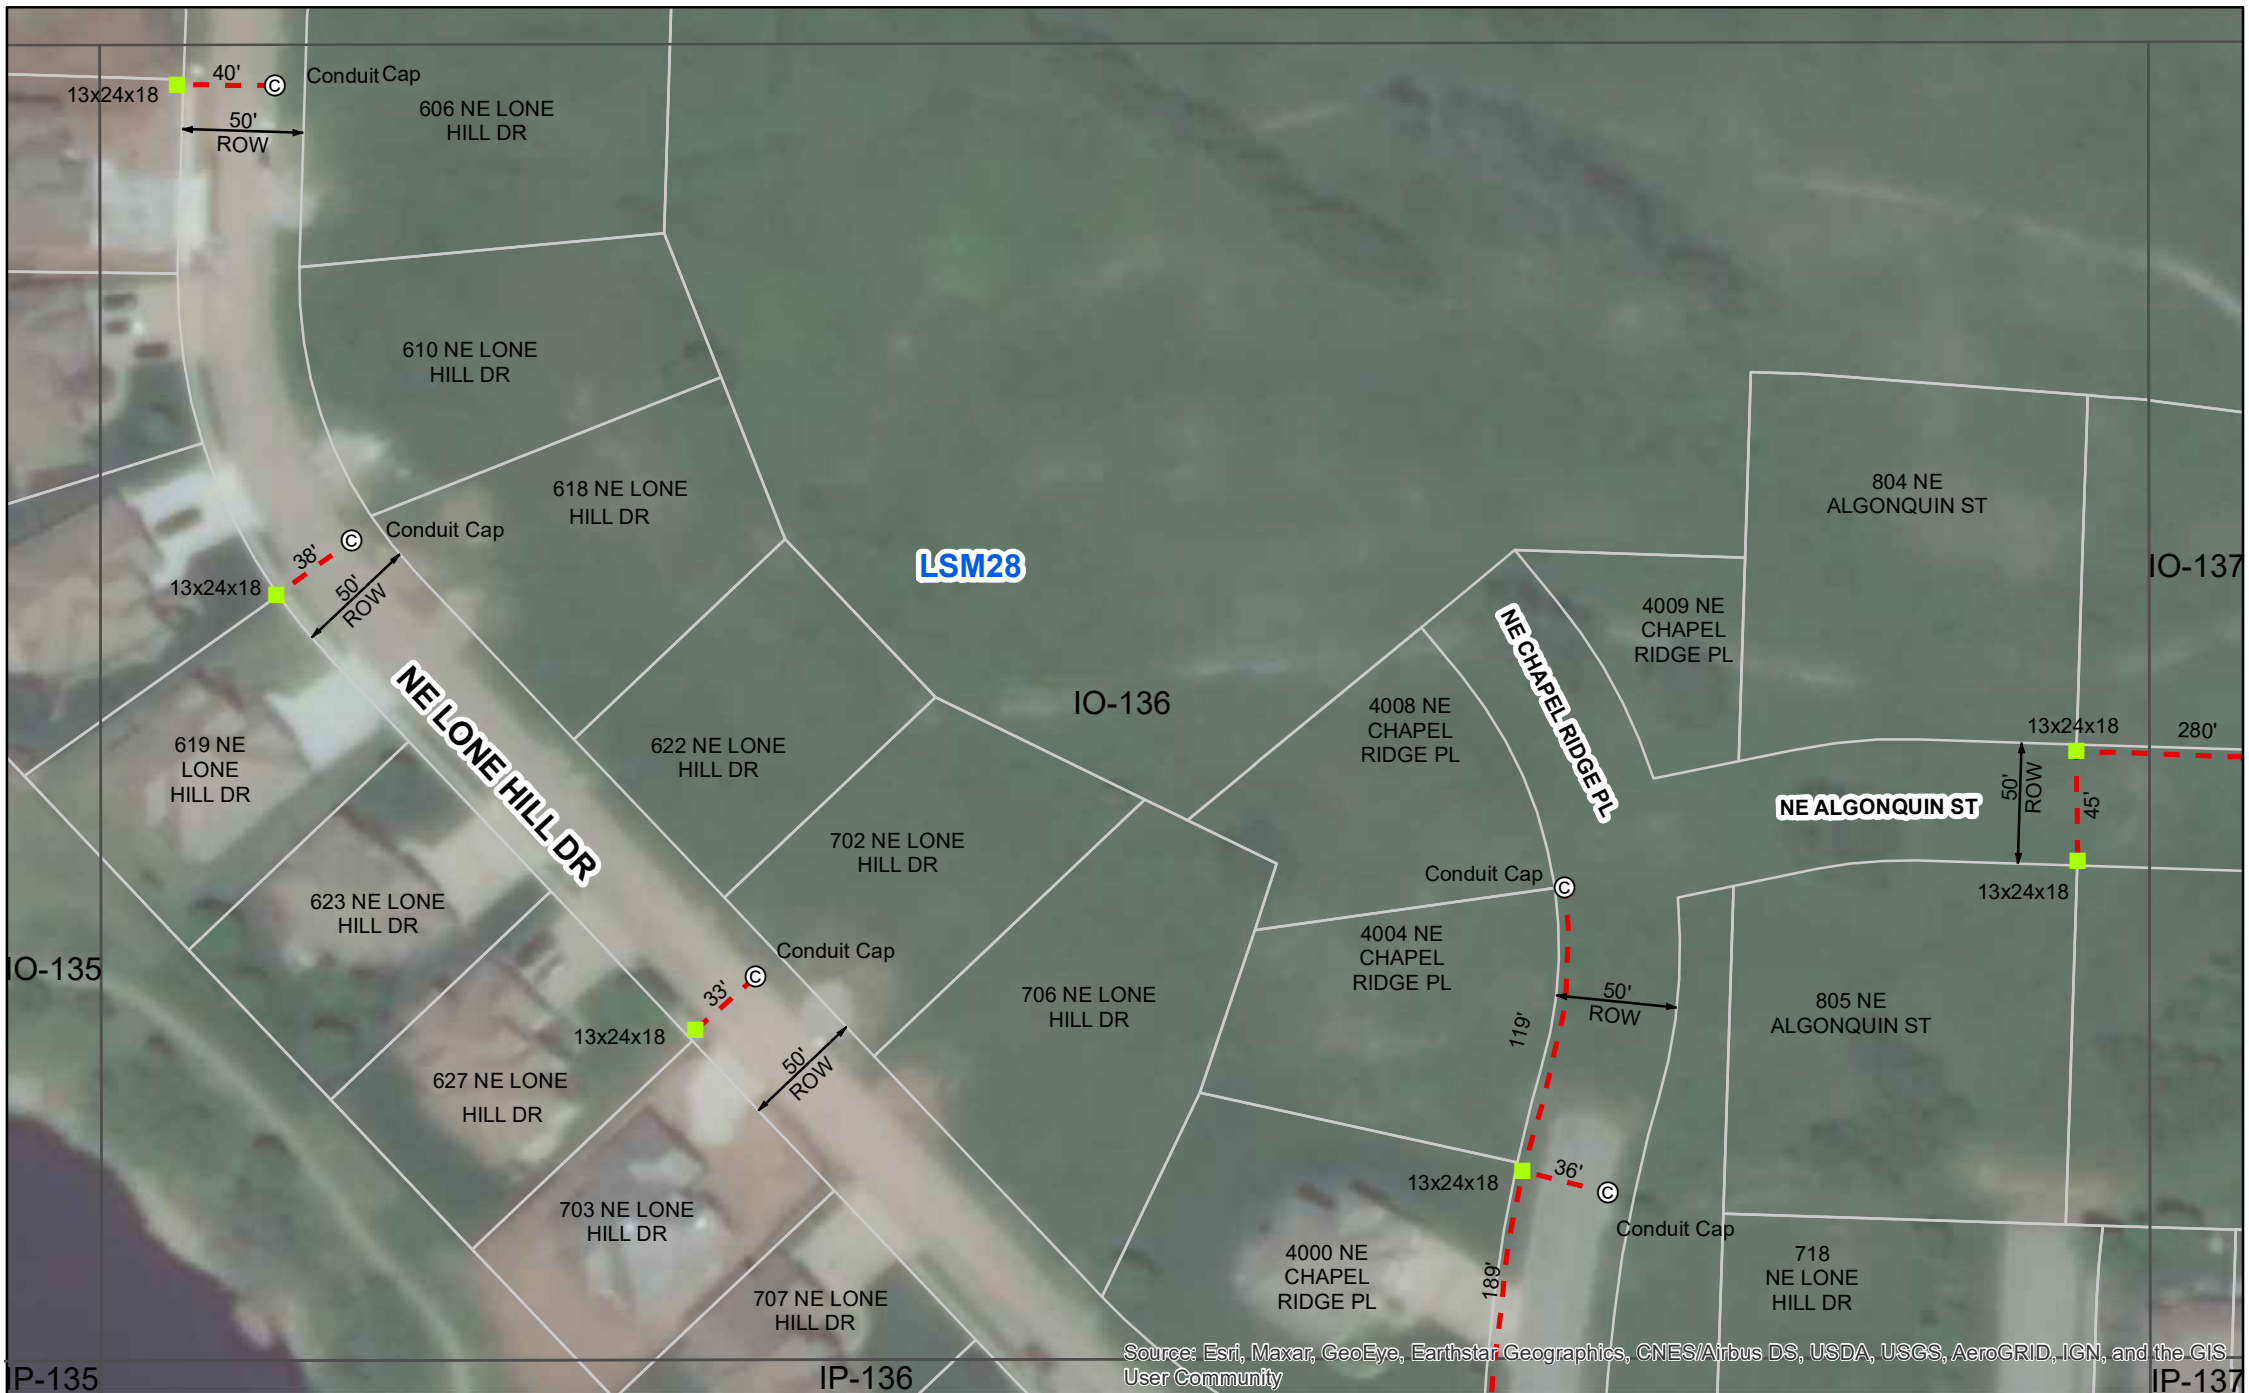 40'
Conduit Cap
13x24x18
50'
ROW
606 NE LONE
HILL DR
610 NE LONE
HILL DR
618 NE LONE
HILL DR
Conduit Cap
38'
13x24x18
50'
ROW
LSM28
804 NE
ALGONQUIN ST
IO-137
4009 NE
CHAPEL
RIDGE PL
NE CHAPEL RIDGE PL
NE LONE HILL DR
IO-136
4008 NE
CHAPEL
RIDGE PL
619 NE
LONE
HILL DR
622 NE LONE
HILL DR
13x24x18
280'
50'
ROW
45'
NE ALGONQUIN ST
702 NE LONE
HILL DR
Conduit Cap
13x24x18
623 NE LONE
HILL DR
4004 NE
CHAPEL
RIDGE PL
Conduit Cap
IO-135
33'
706 NE LONE
HILL DR
50'
ROW
805 NE
ALGONQUIN ST
13x24x18
119'
50'
ROW
627 NE LONE
HILL DR
36'
13x24x18
703 NE LONE
HILL DR
Conduit Cap
4000 NE
CHAPEL
RIDGE PL
189'
718
NE LONE
HILL DR
707 NE LONE
HILL DR
Source: Esri, Maxar, GeoEye, Earthstar Geographics, CNES/Airbus DS, USDA, USGS, AeroGRID, IGN, and the GIS
User Community
IP-135
IP-136
IP-137
C
C
C
C
C